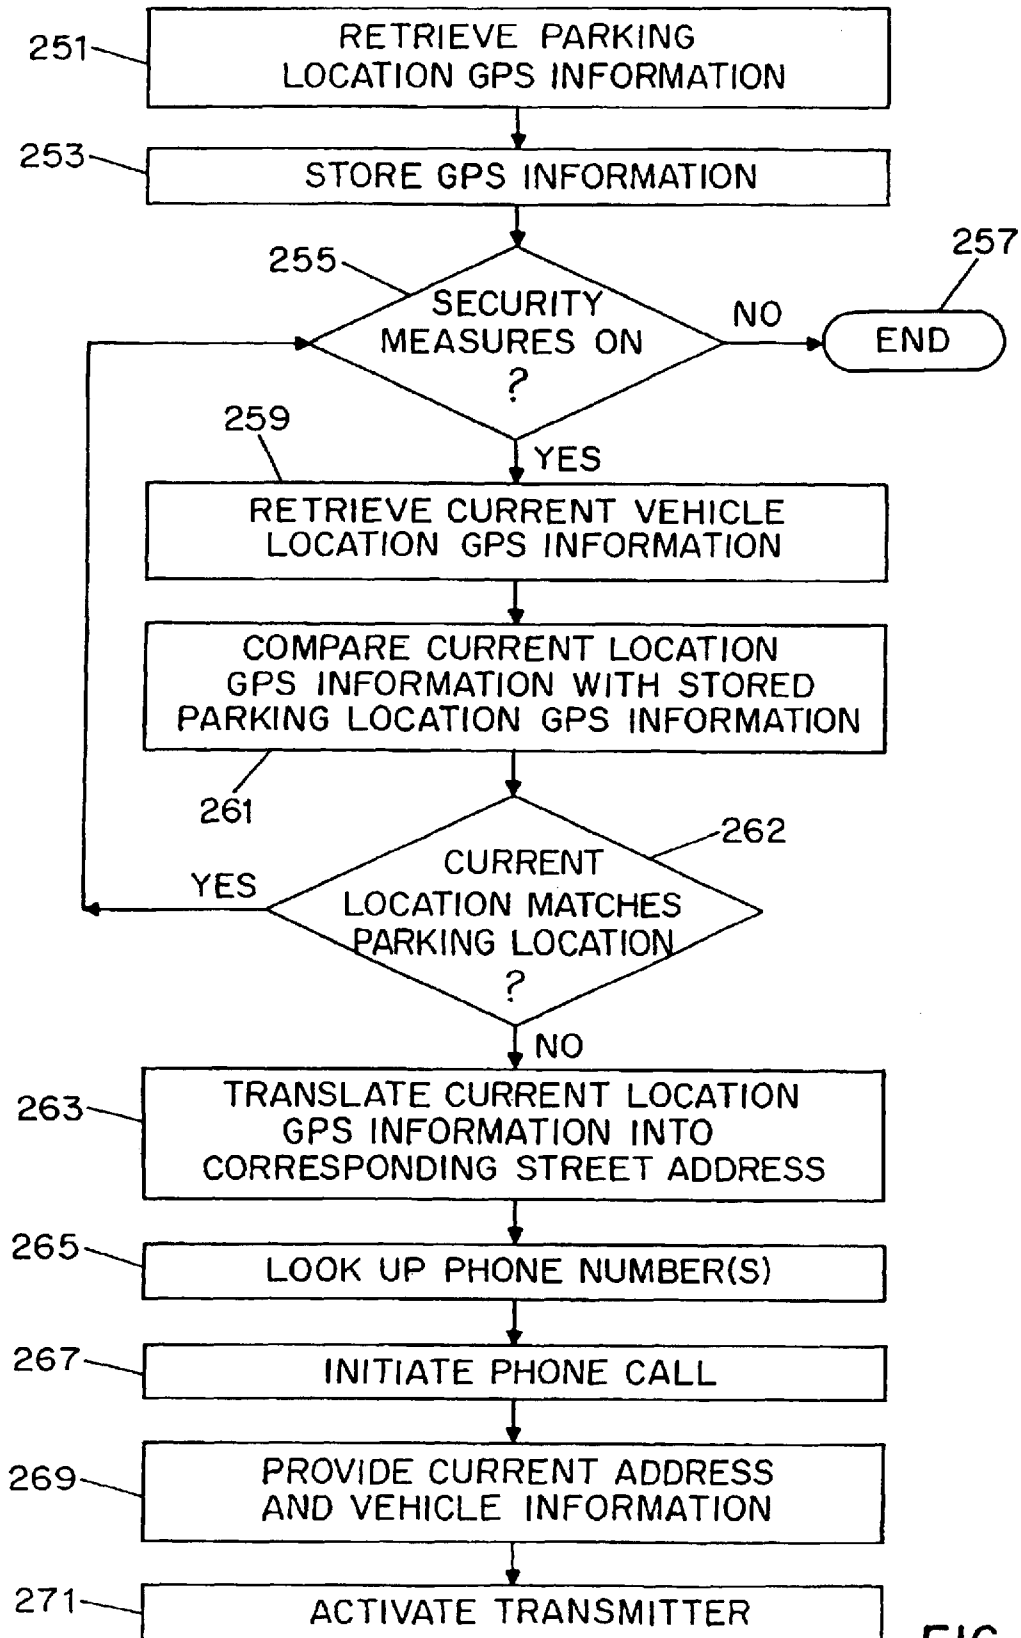 251
RETRIEVE PARKING
LOCATION GPS INFORMATION
253
STORE GPS INFORMATION
255
SECURITY
MEASURES ON
?
NO
257
END
YES
259
RETRIEVE CURRENT VEHICLE
LOCATION GPS INFORMATION
COMPARE CURRENT LOCATION
GPS INFORMATION WITH STORED
PARKING LOCATION GPS INFORMATION
261
262
CURRENT
LOCATION MATCHES
PARKING LOCATION
?
YES
NO
263
TRANSLATE CURRENT LOCATION
GPS INFORMATION INTO
CORRESPONDING STREET ADDRESS
265
LOOK UP PHONE NUMBER(S)
267
INITIATE PHONE CALL
269
PROVIDE CURRENT ADDRESS
AND VEHICLE INFORMATION
271
ACTIVATE TRANSMITTER
FIG